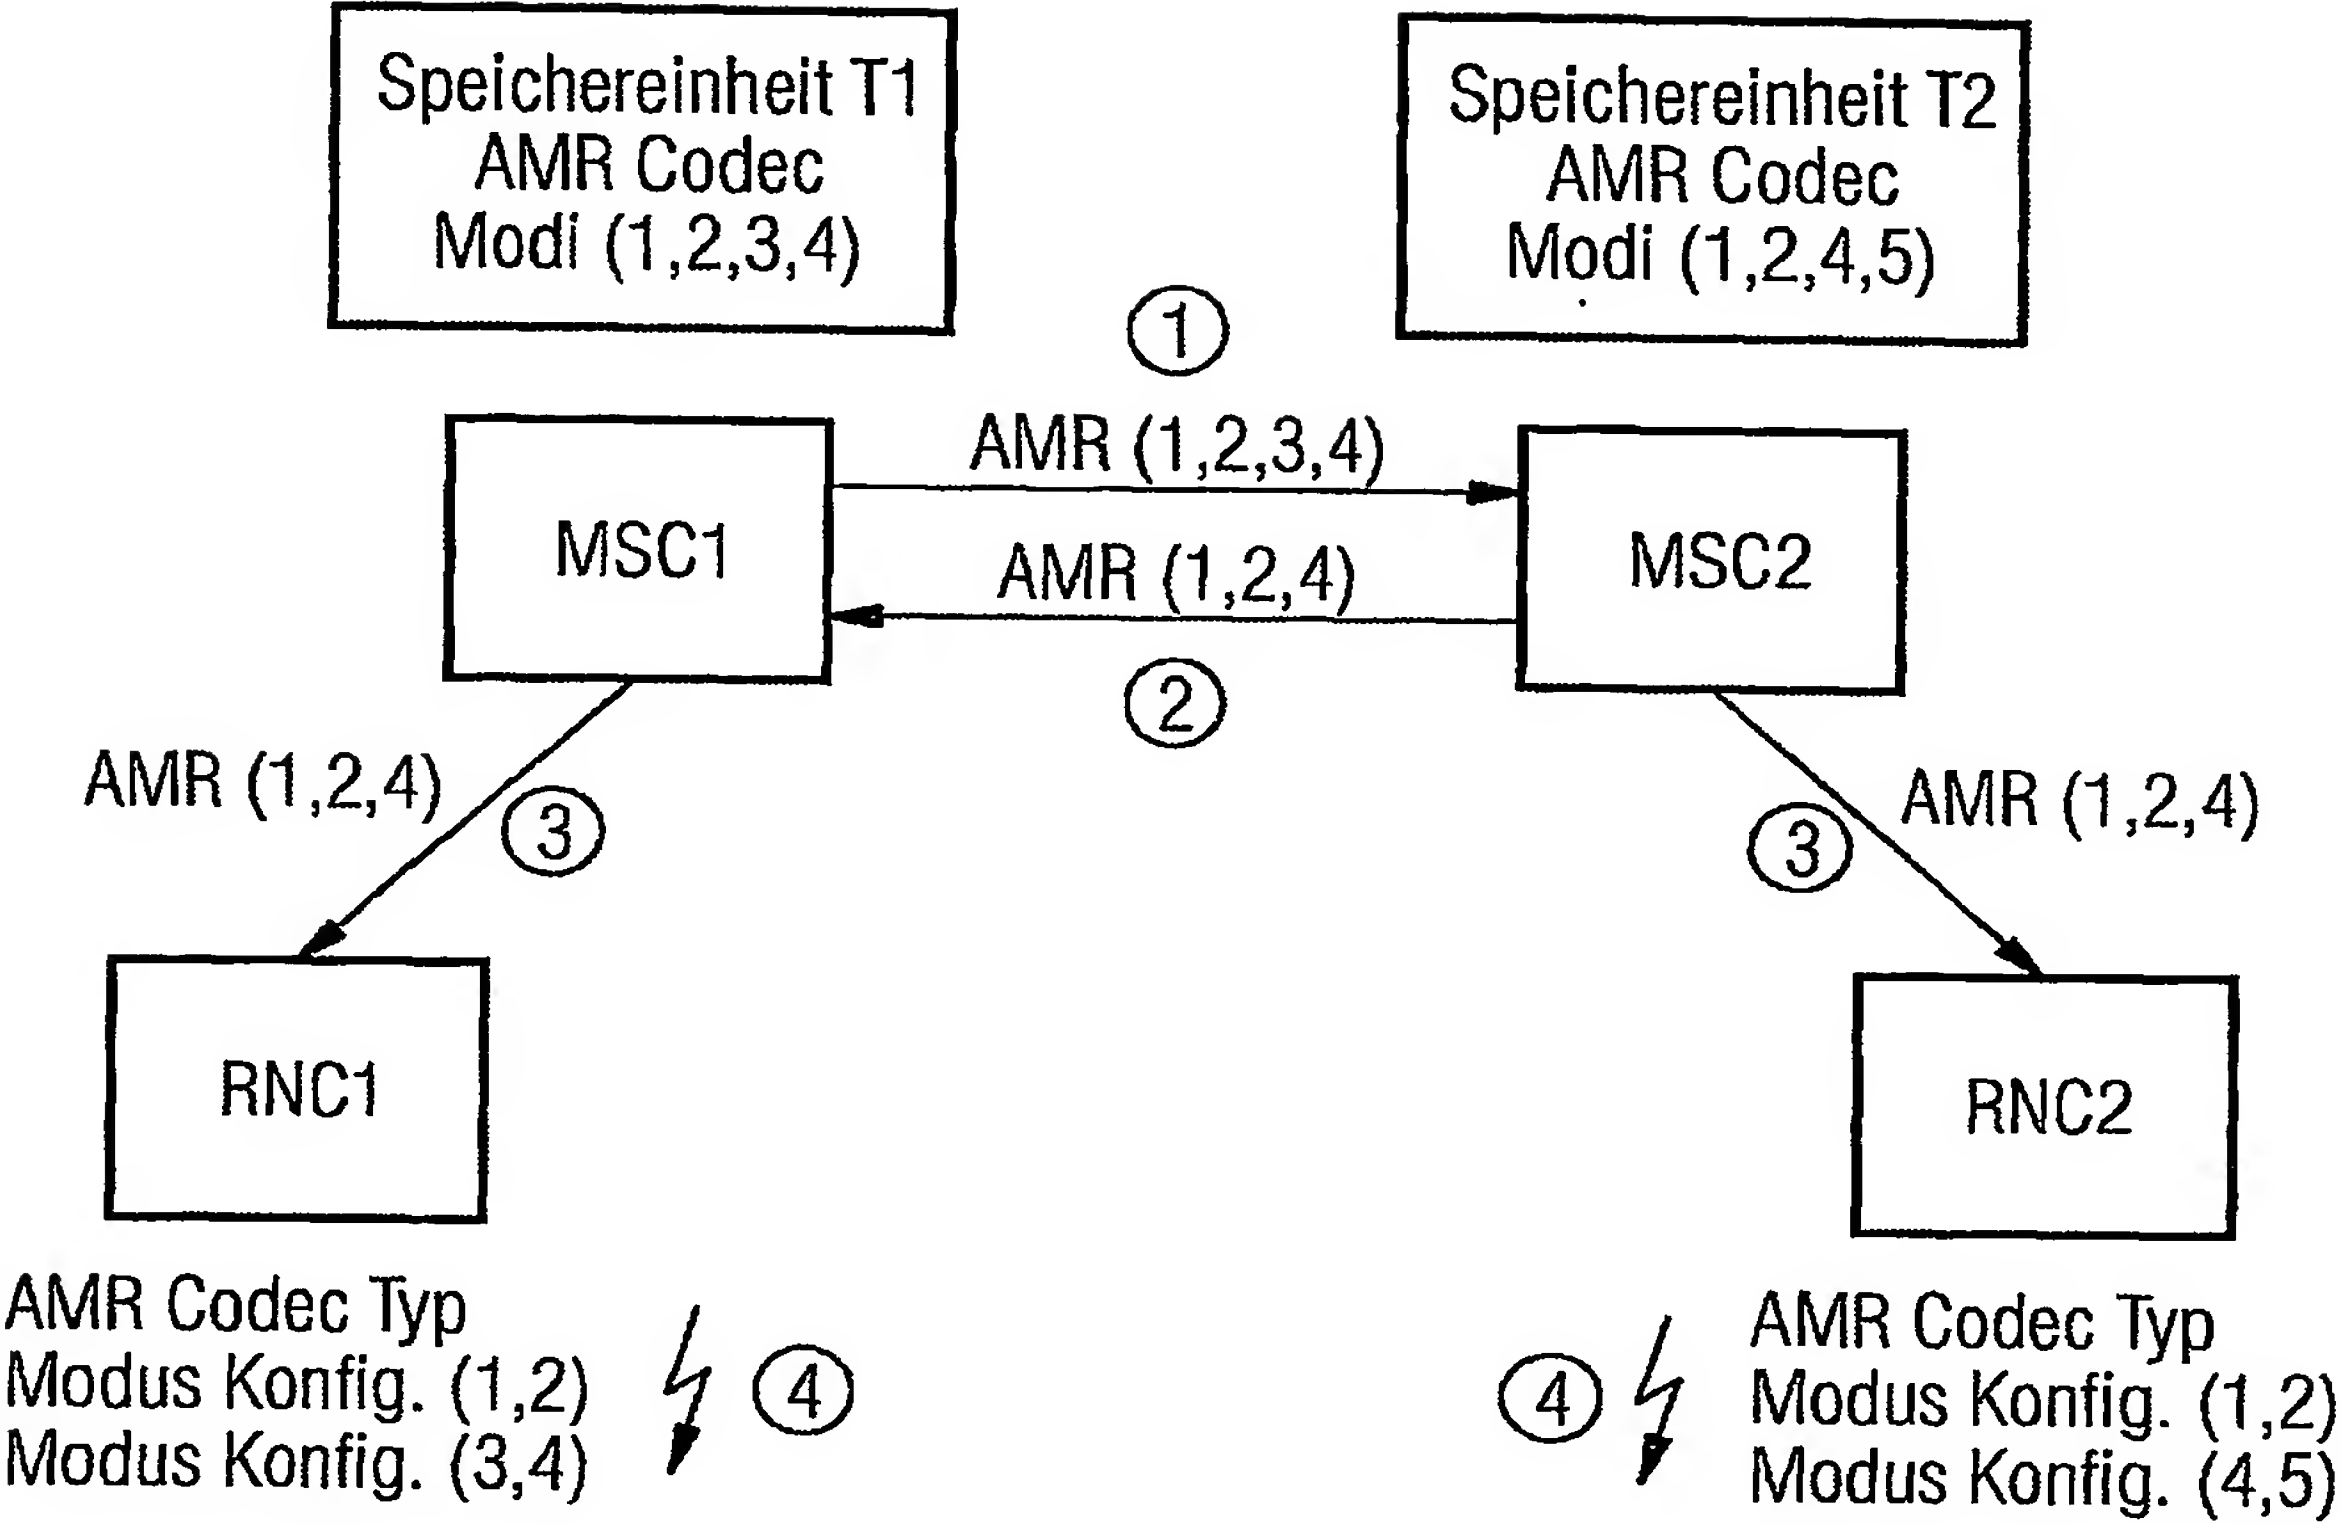 Speichereinheit T1
AMR Codec
Modi (1,2,3,4)
Speichereinheit T2
AMR Codec
Modi (1,2,4,5)
1
AMR (1,2,3,4)
MSC1
MSC2
AMR (1,2,4)
2
AMR (1,2,4)
3
3
AMR (1,2,4)
RNC1
RNC2
AMR Codec Typ
Modus Konfig. (1,2)
Modus Konfig. (3,4)
4
4
AMR Codec Typ
Modus Konfig. (1,2)
Modus Konfig. (4,5)